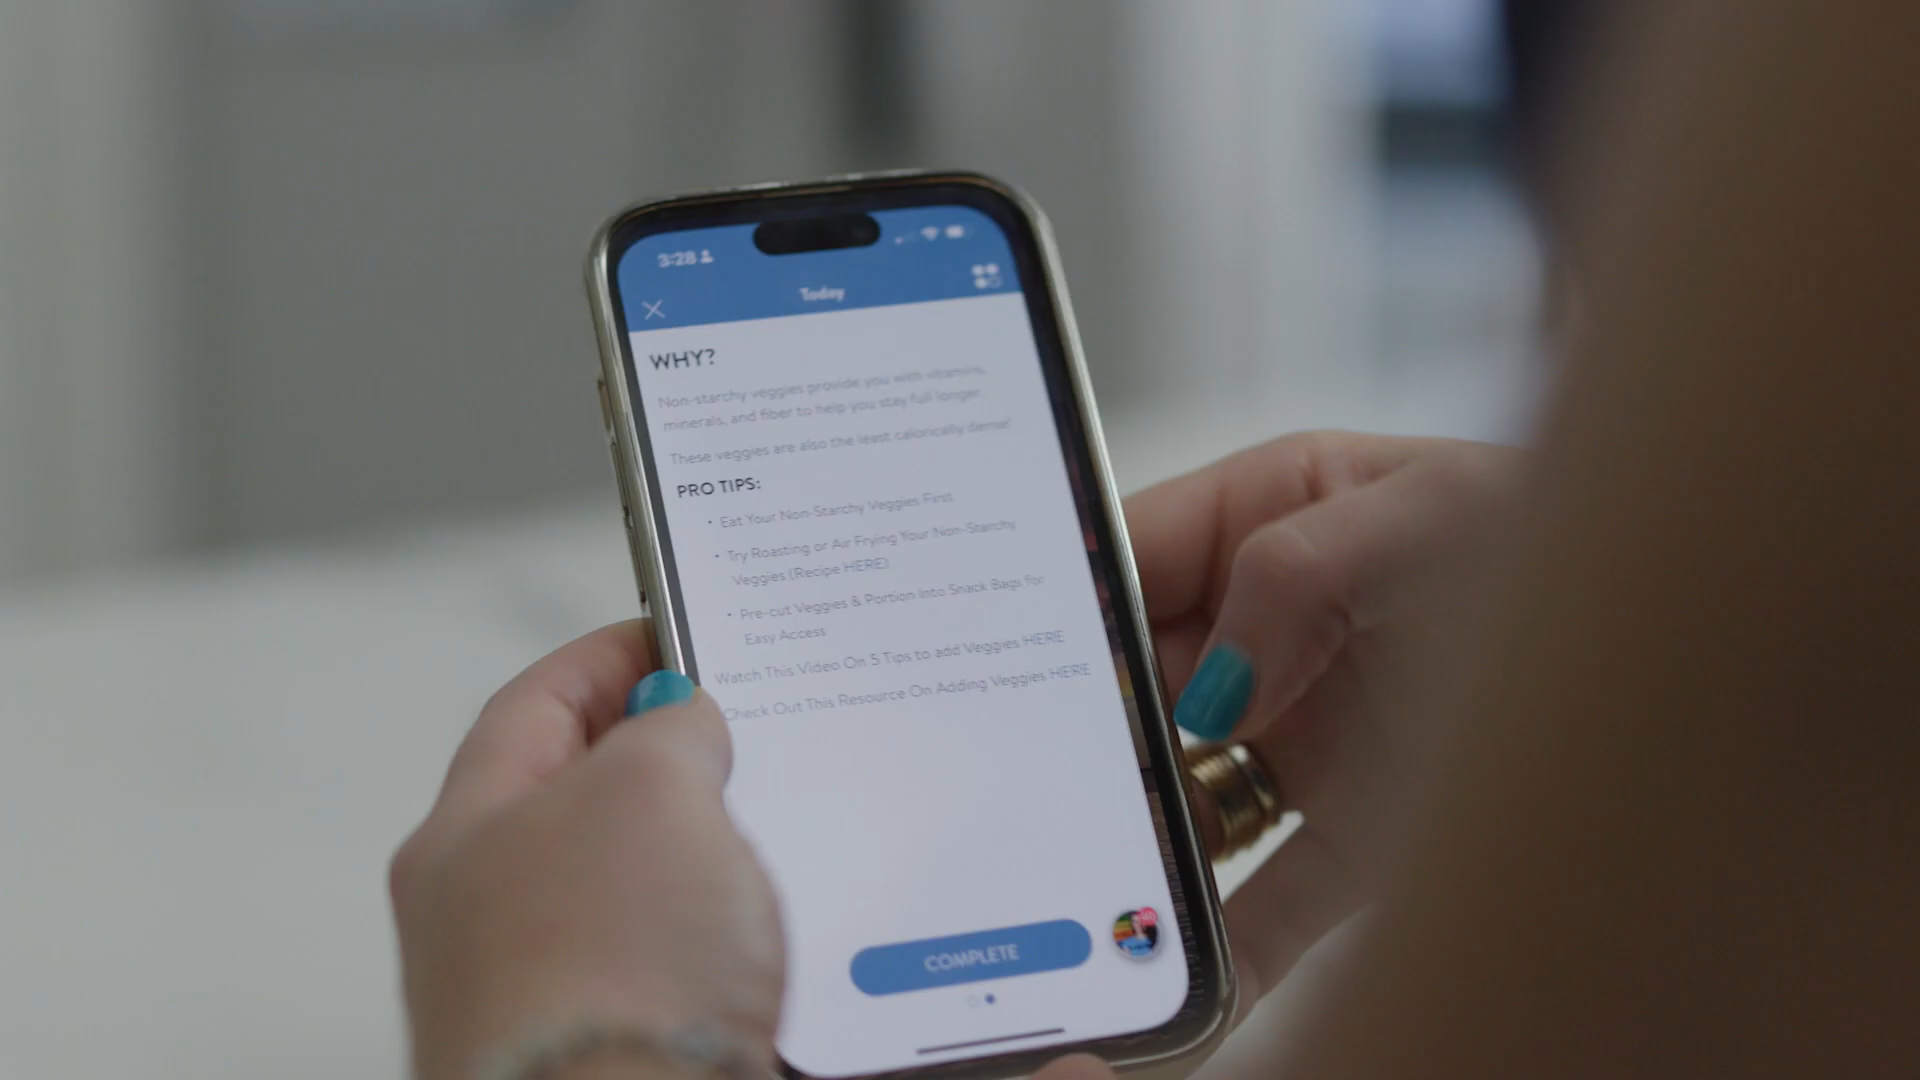 3:28
Today
WHY?
Non-starchy veggies provide you with vitamins,
minerals, and fiber to help you stay full longer.
These veggies are also the least calorically dense!
PRO TIPS:
• Eat Your Non-Starchy Veggies First
• Try Roasting or Air Frying Your Non-Starchy
Veggies (Recipe HERE)
• Pre-cut Veggies & Portion Into Snack Bags for
Easy Access
Watch This Video On 5 Tips to add Veggies HERE
Check Out This Resource On Adding Veggies HERE
COMPLETE